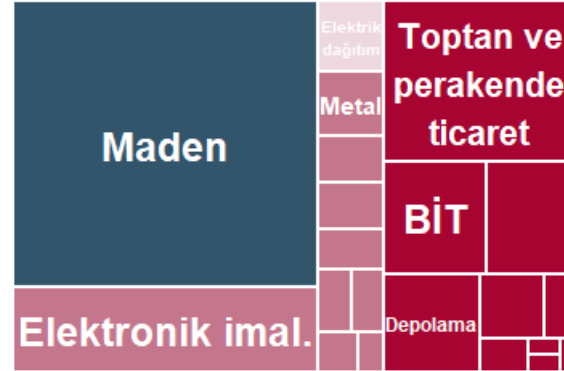 Maden
Elektronik imal.
Elektrik
dağıtım
Metal
Toptan ve
perakende
ticaret
BİT
Depolama